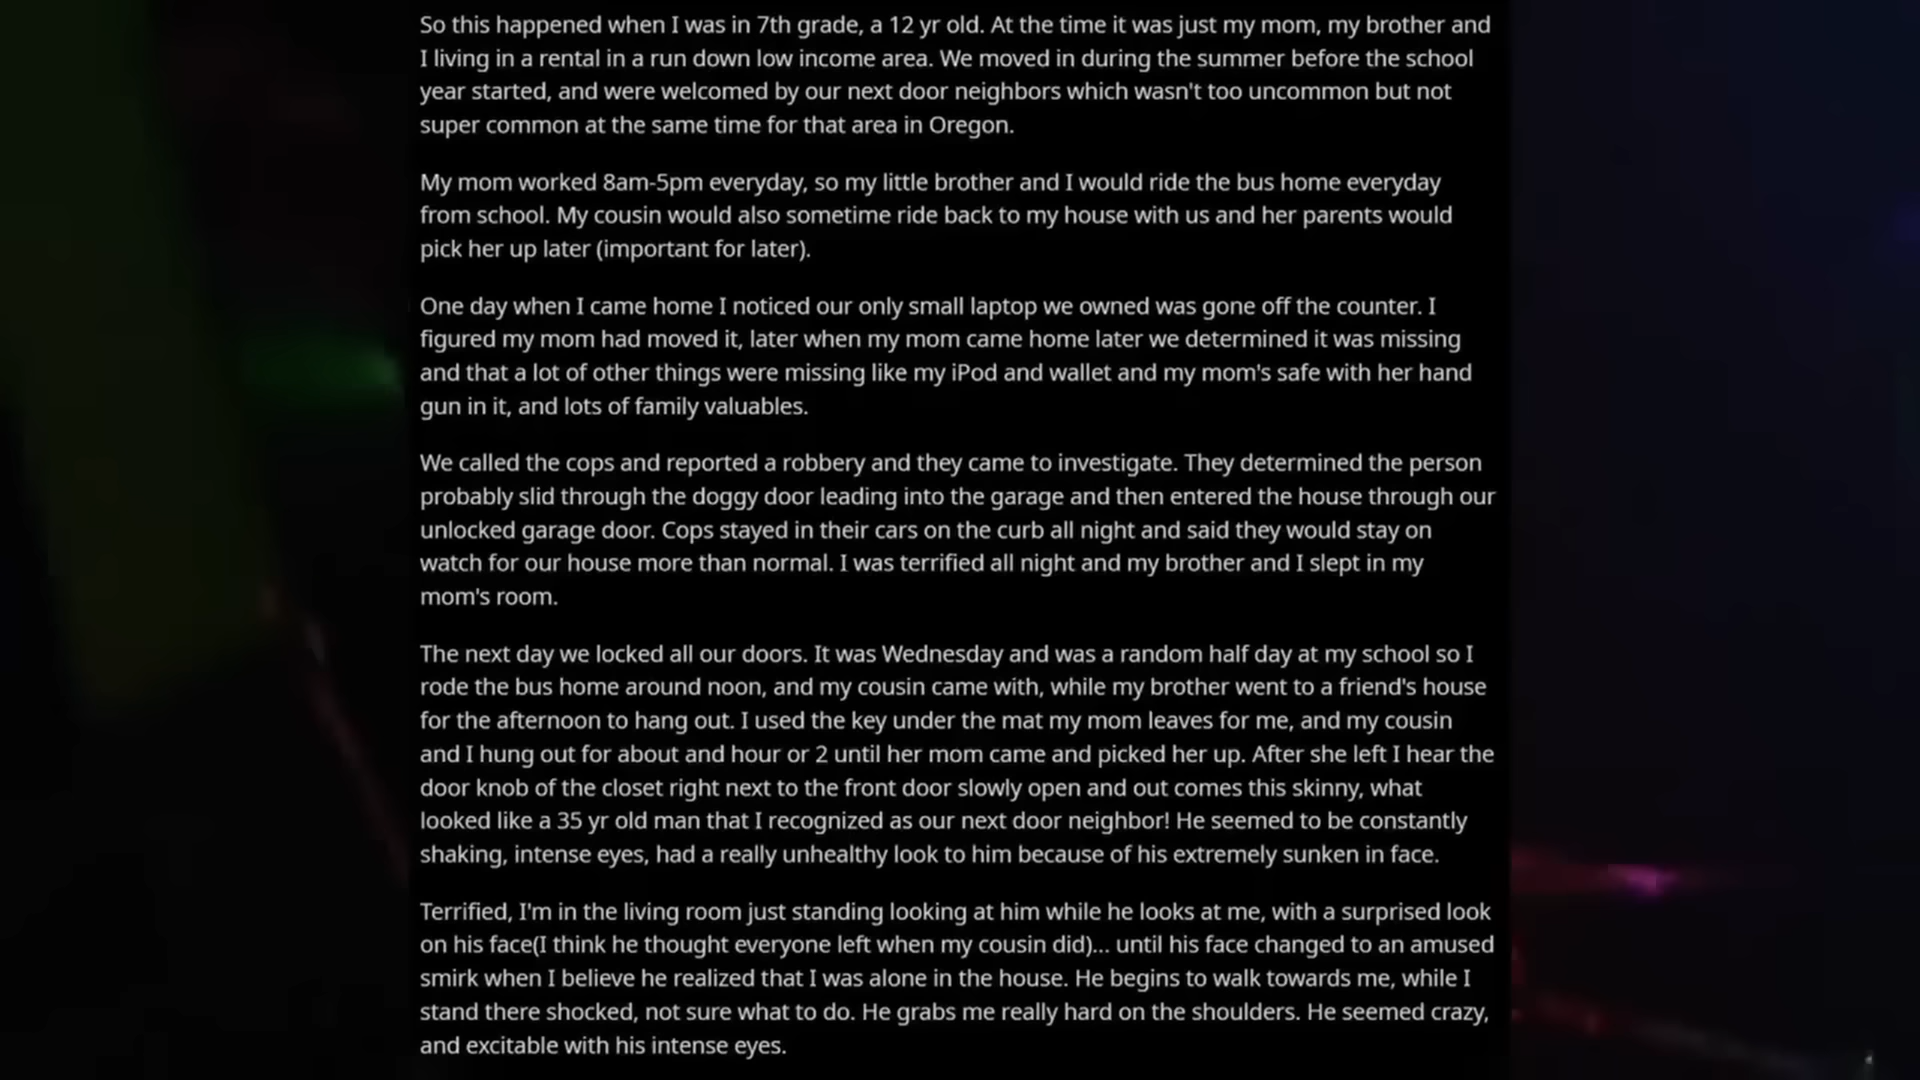 So this happened when I was in 7th grade, a 12 yr old. At the time it was just my mom, my brother and
I living in a rental in a run down low income area. We moved in during the summer before the school
year started, and were welcomed by our next door neighbors which wasn't too uncommon but not
super common at the same time for that area in Oregon.
My mom worked 8am-5pm everyday, so my little brother and I would ride the bus home everyday
from school. My cousin would also sometime ride back to my house with us and her parents would
pick her up later (important for later).
One day when I came home I noticed our only small laptop we owned was gone off the counter. I
figured my mom had moved it, later when my mom came home later we determined it was missing
and that a lot of other things were missing like my iPod and wallet and my mom's safe with her hand
gun in it, and lots of family valuables.
We called the cops and reported a robbery and they came to investigate. They determined the person
probably slid through the doggy door leading into the garage and then entered the house through our
unlocked garage door. Cops stayed in their cars on the curb all night and said they would stay on
watch for our house more than normal. I was terrified all night and my brother and I slept in my
mom's room.
The next day we locked all our doors. It was Wednesday and was a random half day at my school so I
rode the bus home around noon, and my cousin came with, while my brother went to a friend's house
for the afternoon to hang out. I used the key under the mat my mom leaves for me, and my cousin
and I hung out for about and hour or 2 until her mom came and picked her up. After she left I hear the
door knob of the closet right next to the front door slowly open and out comes this skinny, what
looked like a 35 yr old man that I recognized as our next door neighbor! He seemed to be constantly
shaking, intense eyes, had a really unhealthy look to him because of his extremely sunken in face.
Terrified, I'm in the living room just standing looking at him while he looks at me, with a surprised look
on his face(I think he thought everyone left when my cousin did)... until his face changed to an amused
smirk when I believe he realized that I was alone in the house. He begins to walk towards me, while I
stand there shocked, not sure what to do. He grabs me really hard on the shoulders. He seemed crazy,
and excitable with his intense eyes.